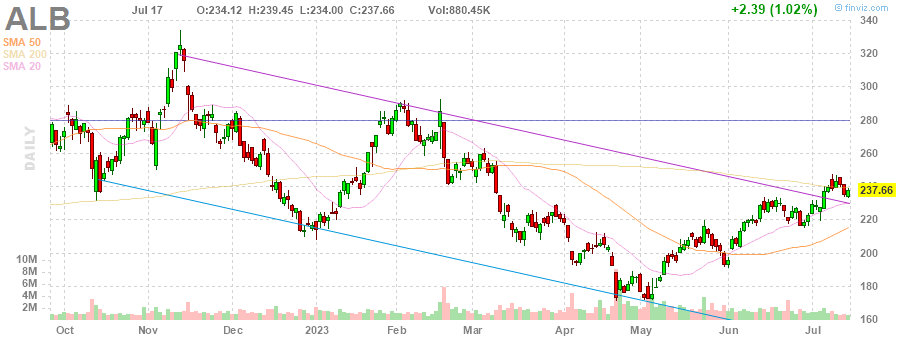 ALB Jul 17 O:234.12 H:239.45 L:234.00 C:237.66 Vol:880.45K +2.39 (1.02%) © finviz.com
SMA 50
SMA 200
SMA 20
DAILY
340
320
300
280
260
240
237.66
220
200
180
160
10M
8M
6M
4M
2M
Oct Nov Dec 2023 Feb Mar Apr May Jun Jul